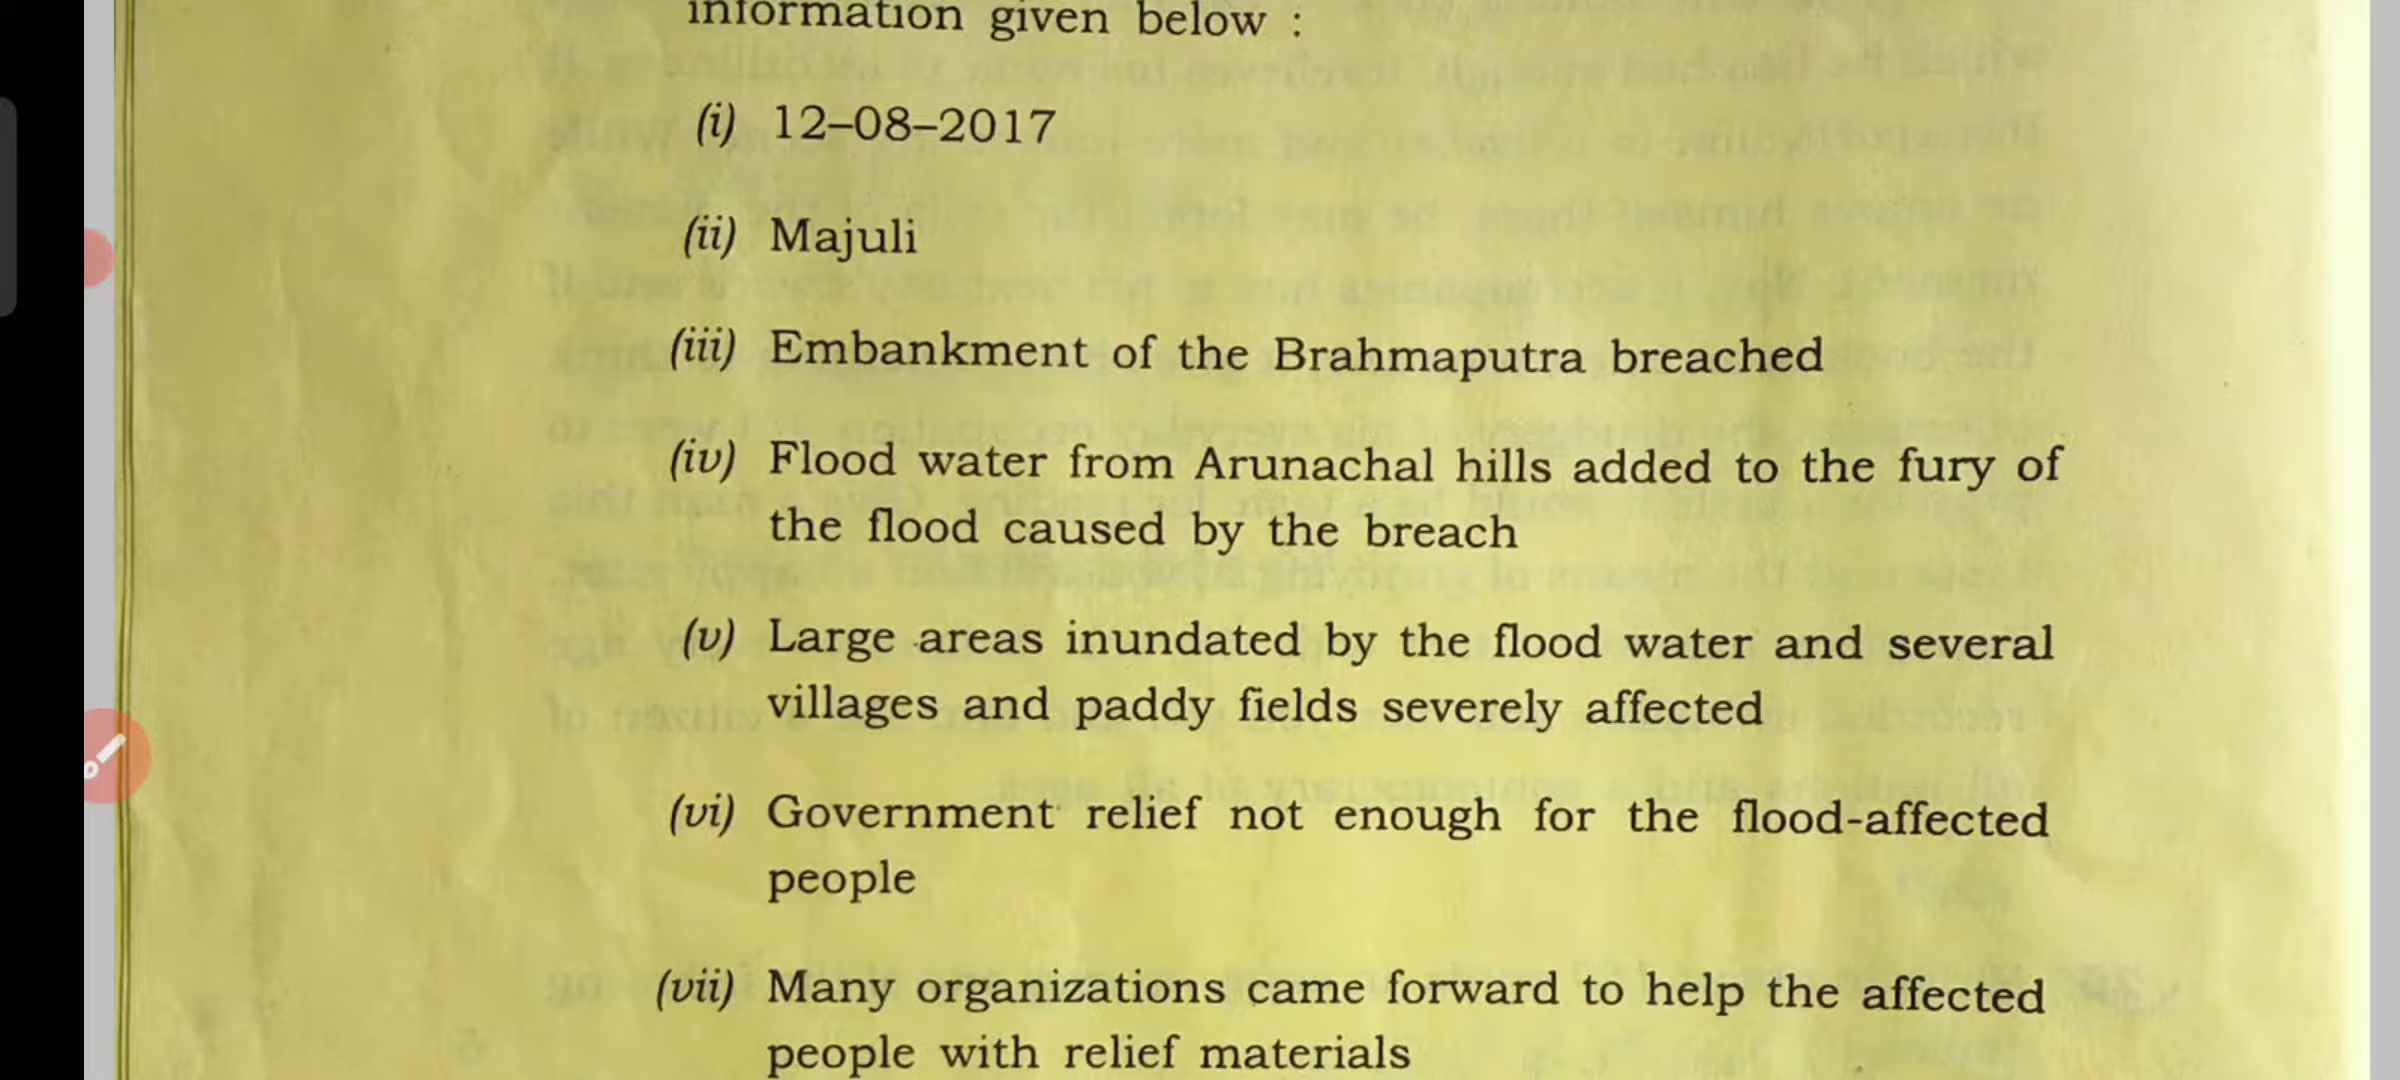 information given below :
(i) 12–08–2017
(ii) Majuli
(iii) Embankment of the Brahmaputra breached
(iv) Flood water from Arunachal hills added to the fury of
the flood caused by the breach
(v) Large areas inundated by the flood water and several
villages and paddy fields severely affected
(vi) Government relief not enough for the flood-affected
people
(vii) Many organizations came forward to help the affected
people with relief materials